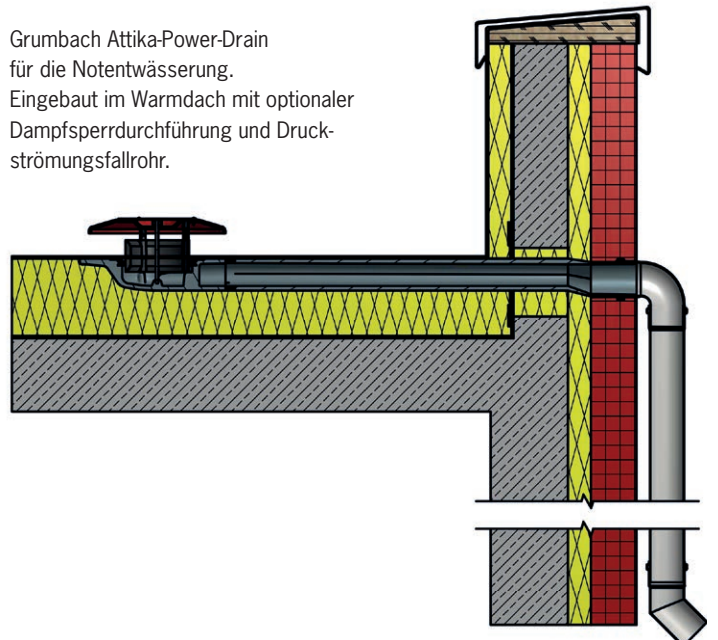 Grumbach Attika-Power-Drain
für die Notentwässerung.
Eingebaut im Warmdach mit optionaler
Dampfsperrdurchführung und Druck-
strömungsfallrohr.